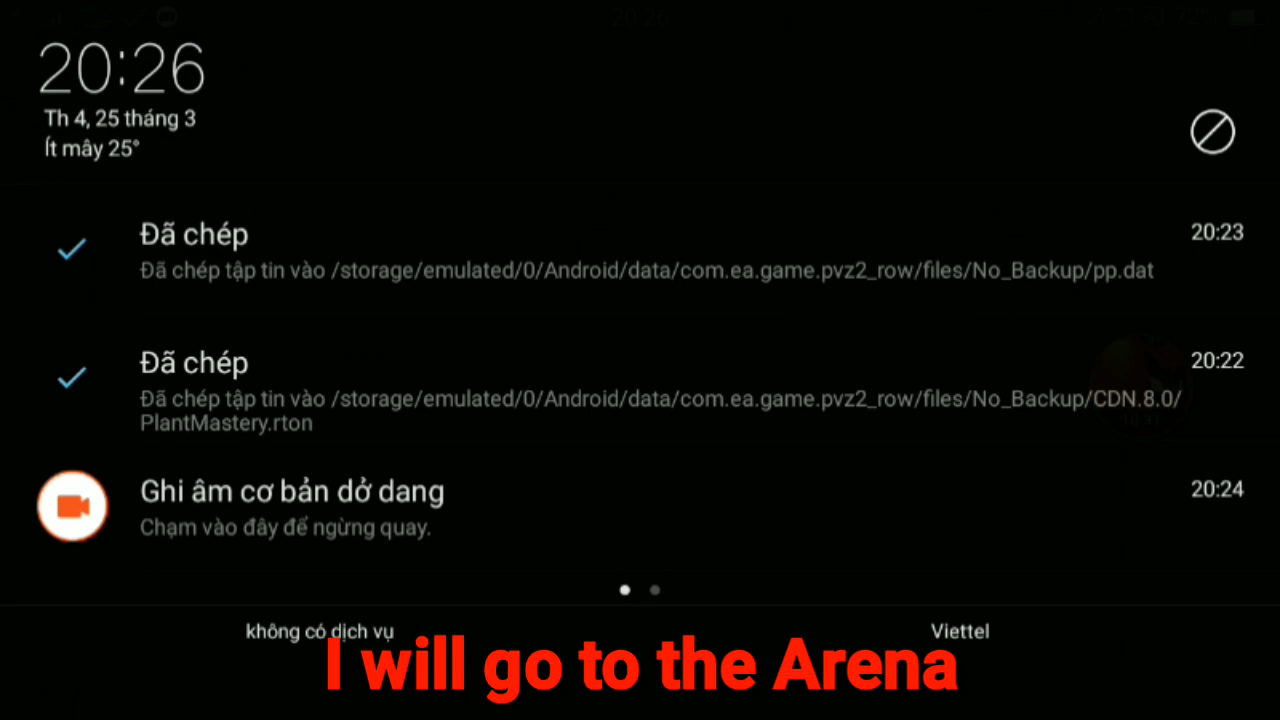 20:26
Th 4, 25 tháng 3
Ít mây 25°
Đã chép
20:23
Đã chép tập tin vào /storage/emulated/0/Android/data/com.ea.game.pvz2_row/files/No_Backup/pp.dat
Đã chép
20:22
Đã chép tập tin vào /storage/emulated/0/Android/data/com.ea.game.pvz2_row/files/No_Backup/CDN.8.0/
PlantMastery.rton
Ghi âm cơ bản dở dang
20:24
Chạm vào đây để ngừng quay.
không có dịch vụ
Viettel
I will go to the Arena